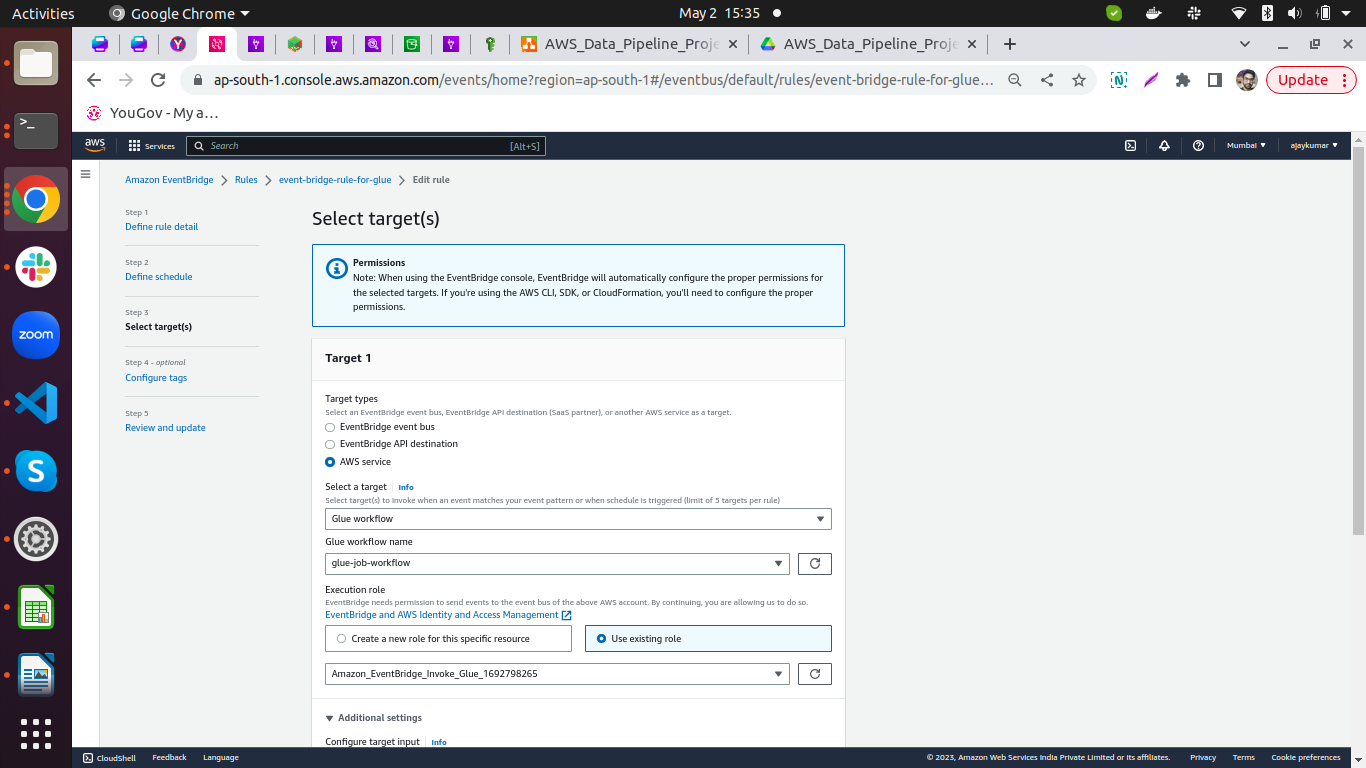 Activities
Google Chrome
May 2 15:35
AWS_Data_Pipeline_Proje
AWS_Data_Pipeline_Proje
ap-south-1.console.aws.amazon.com/events/home?region=ap-south-1#/eventbus/default/rules/event-bridge-rule-for-glue...
Update
YouGov - My a...
aws
Services
Search
[Alt+S]
Mumbai
ajaykumar
Amazon EventBridge
Rules
event-bridge-rule-for-glue
Edit rule
Step 1
Define rule detail
Step 2
Define schedule
Step 3
Select target(s)
Step 4 - optional
Configure tags
Step 5
Review and update
Select target(s)
Permissions
Note: When using the EventBridge console, EventBridge will automatically configure the proper permissions for
the selected targets. If you're using the AWS CLI, SDK, or CloudFormation, you'll need to configure the proper
permissions.
Target 1
Target types
Select an EventBridge event bus, EventBridge API destination (SaaS partner), or another AWS service as a target.
EventBridge event bus
EventBridge API destination
AWS service
Select a target
Info
Select target(s) to invoke when an event matches your event pattern or when schedule is triggered (limit of 5 targets per rule)
Glue workflow
Glue workflow name
glue-job-workflow
Execution role
EventBridge needs permission to send events to the event bus of the above AWS account. By continuing, you are allowing us to do so.
EventBridge and AWS Identity and Access Management
Create a new role for this specific resource
Use existing role
Amazon_EventBridge_Invoke_Glue_1692798265
Additional settings
Configure target input
Info
zoom
CloudShell
Feedback
Language
© 2023, Amazon Web Services India Private Limited or its affiliates.
Privacy
Terms
Cookie preferences